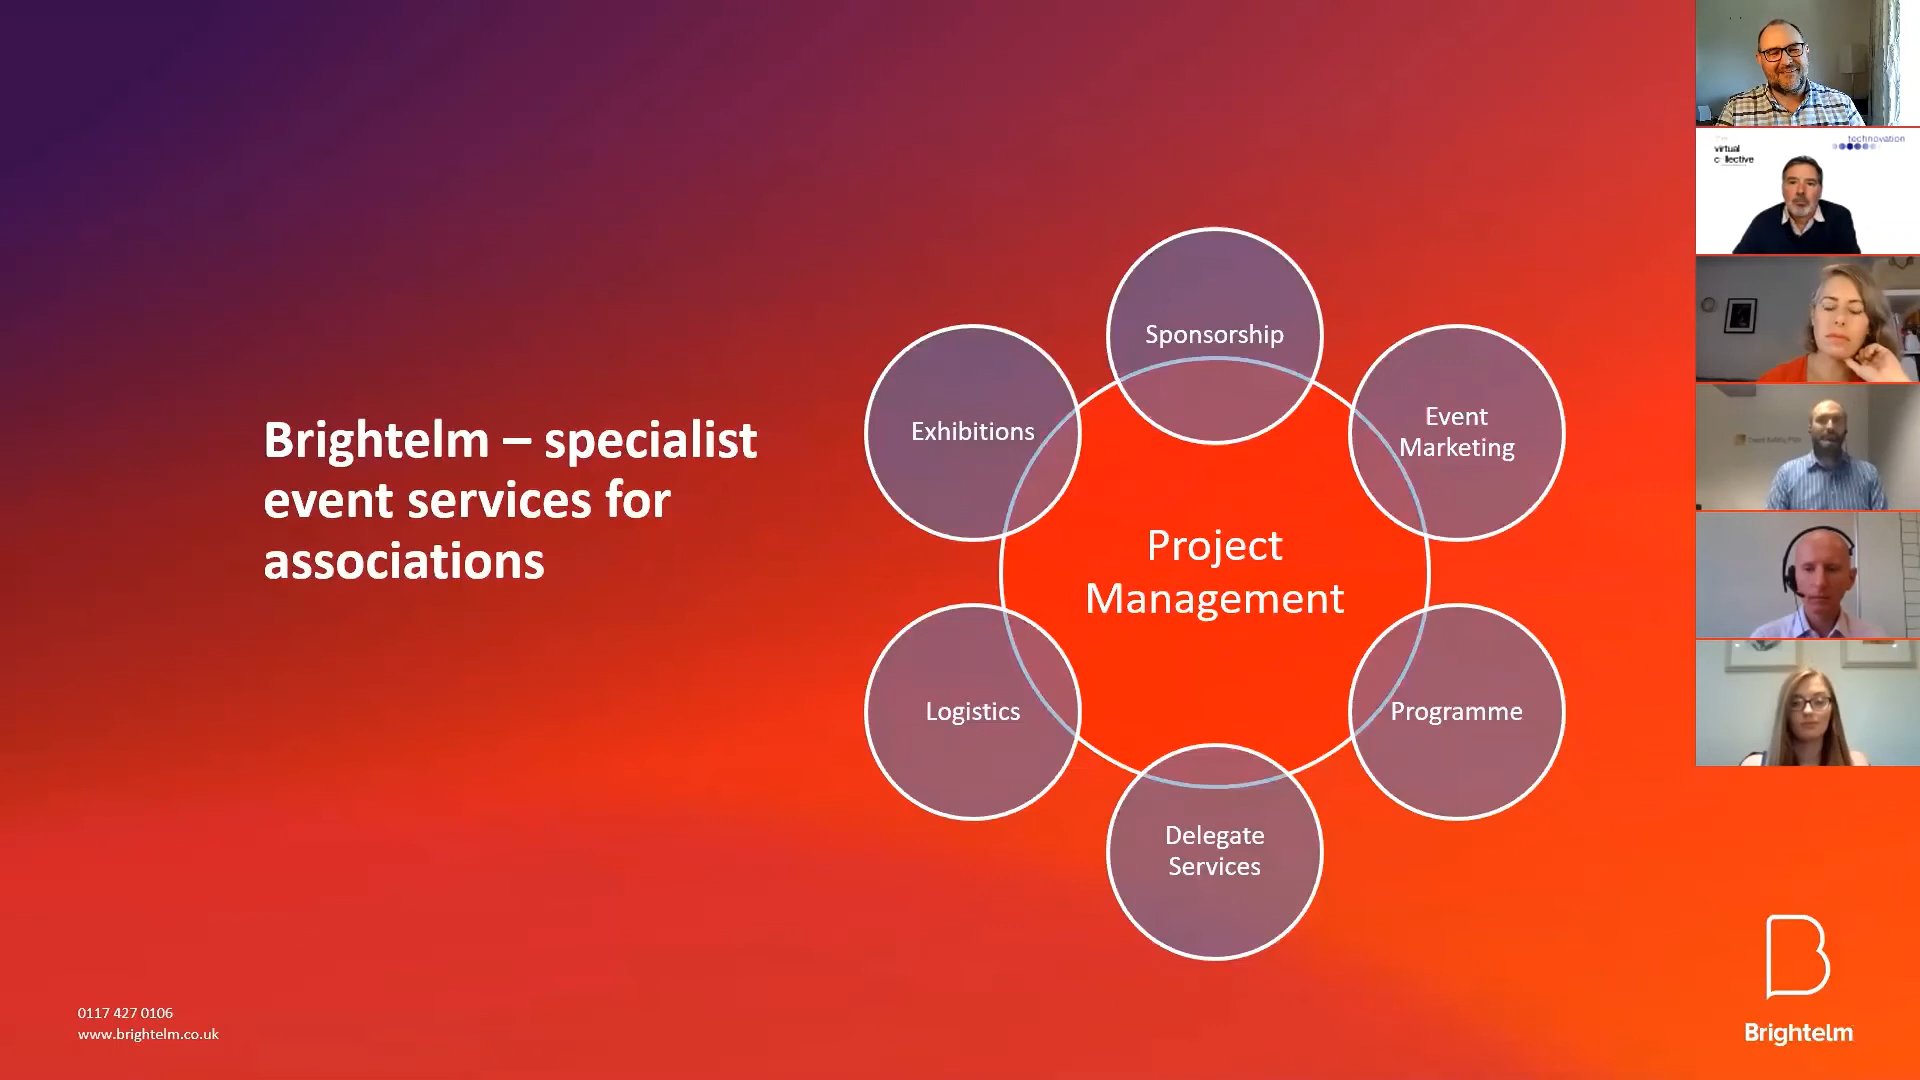 Brightelm – specialist
event services for
associations
Sponsorship
Exhibitions
Event
Marketing
Project
Management
Logistics
Programme
Delegate
Services
0117 427 0106
www.brightelm.co.uk
Brightelm
virtual
technovation